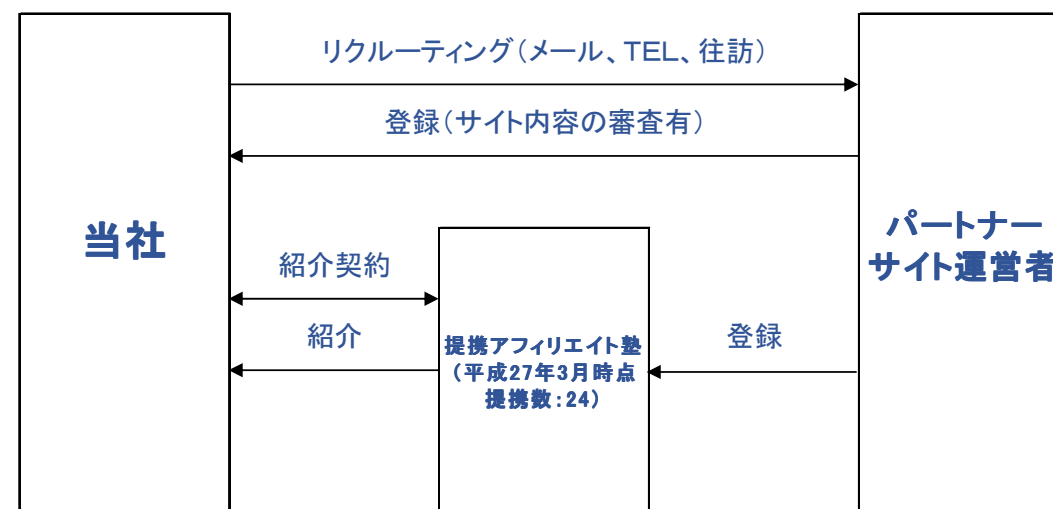 リクルーティング（メール、TEL、往訪）
登録（サイト内容の審査有）
当社
パートナー
サイト運営者
紹介契約
紹介
提携アフィリエイト塾
（平成27年3月時点
提携数：24）
登録